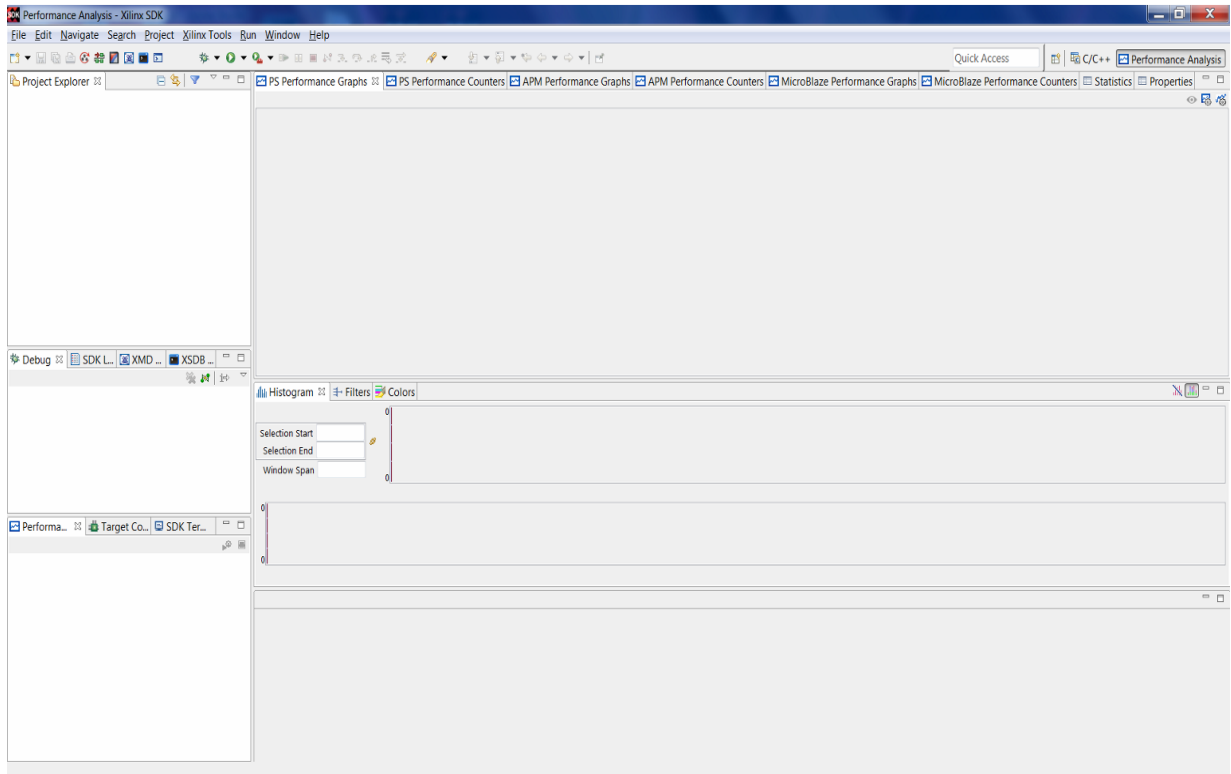 Performance Analysis - Xilinx SDK
File Edit Navigate Search Project Xilinx Tools Run Window Help
Quick Access C/C++ Performance Analysis
Project Explorer
PS Performance Graphs PS Performance Counters APM Performance Graphs APM Performance Counters MicroBlaze Performance Graphs MicroBlaze Performance Counters Statistics Properties
Debug SDK L... XMD ... XSDB ...
Histogram Filters Colors
0
Selection Start
Selection End
Window Span
0
0
0
Performa... Target Co... SDK Ter...